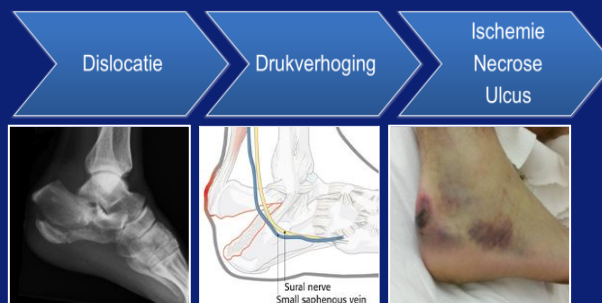 Dislocatie
Drukverhoging
Ischemie
Necrose
Ulcus
Sural nerve
Small saphenous vein